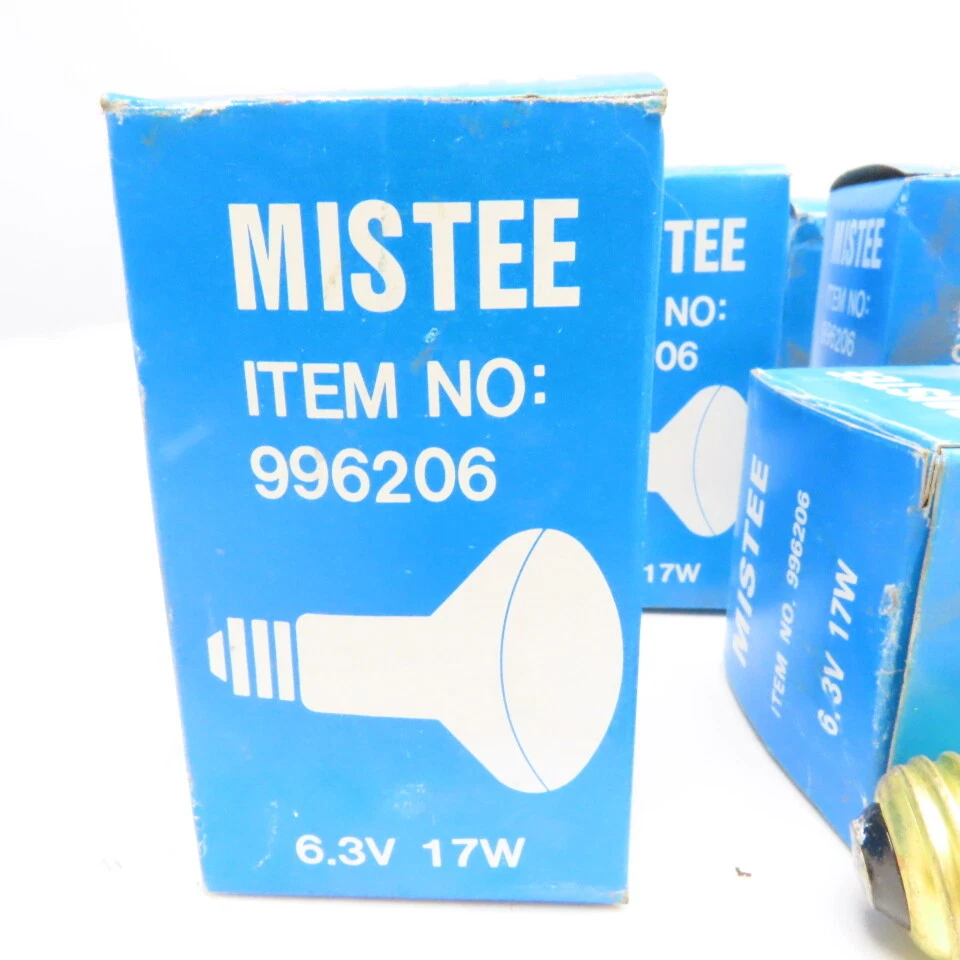 MISTEE
ITEM NO:
996206
6.3V 17W
TEE
NO:
06
17W
MISTEE
ITEM NO:
996206
MISTEE
ITEM NO. 996206
6.3V 17W